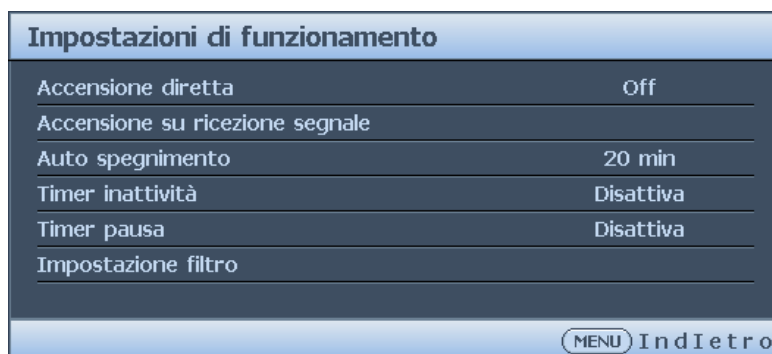 Impostazioni di funzionamento
Accensione diretta Off
Accensione su ricezione segnale
Auto spegnimento 20 min
Timer inattività Disattiva
Timer pausa Disattiva
Impostazione filtro
MENU IndIetro